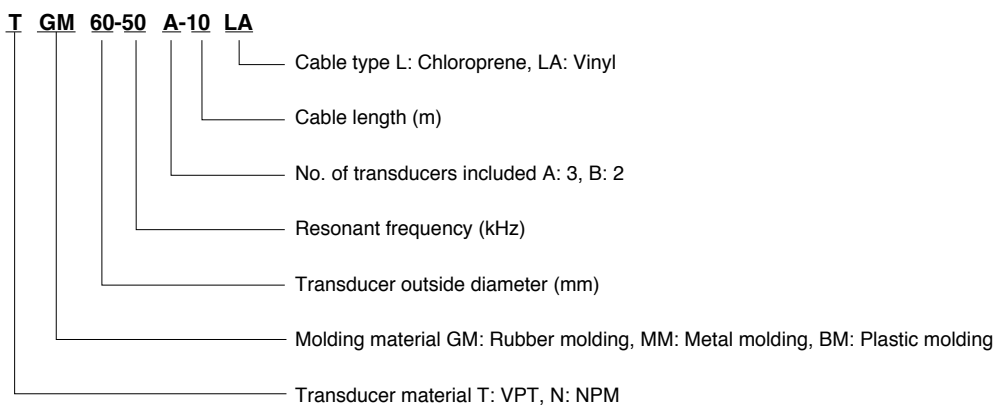 T GM 60-50 A-10 LA
Cable type L: Chloroprene, LA: Vinyl
Cable length (m)
No. of transducers included A: 3, B: 2
Resonant frequency (kHz)
Transducer outside diameter (mm)
Molding material GM: Rubber molding, MM: Metal molding, BM: Plastic molding
Transducer material T: VPT, N: NPM